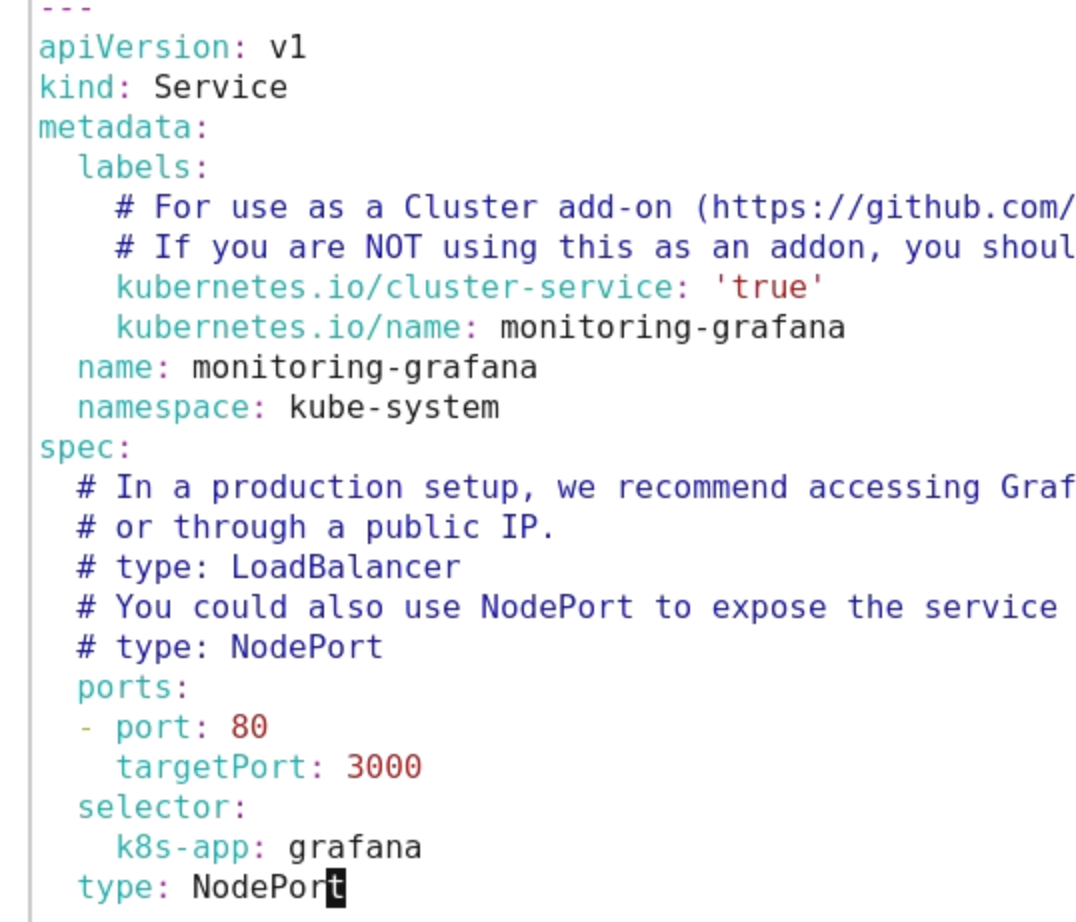 ---
apiVersion: v1
kind: Service
metadata:
  labels:
    # For use as a Cluster add-on (https://github.com/
    # If you are NOT using this as an addon, you shoul
    kubernetes.io/cluster-service: 'true'
    kubernetes.io/name: monitoring-grafana
  name: monitoring-grafana
  namespace: kube-system
spec:
  # In a production setup, we recommend accessing Graf
  # or through a public IP.
  # type: LoadBalancer
  # You could also use NodePort to expose the service
  # type: NodePort
  ports:
  - port: 80
    targetPort: 3000
  selector:
    k8s-app: grafana
  type: NodePort